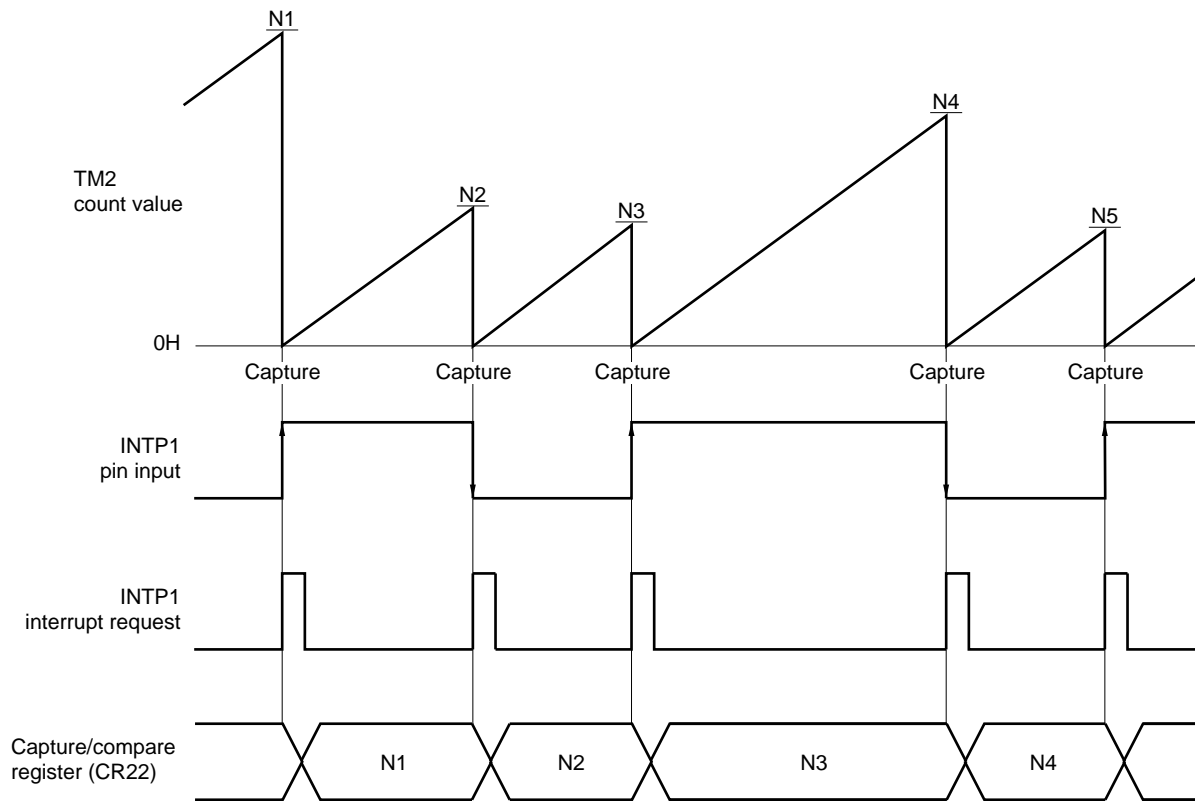 N1
N4
TM2
count value
N2
N3
N5
0H
Capture Capture Capture Capture Capture
INTP1
pin input
INTP1
interrupt request
Capture/compare
register (CR22)
N1 N2 N3 N4